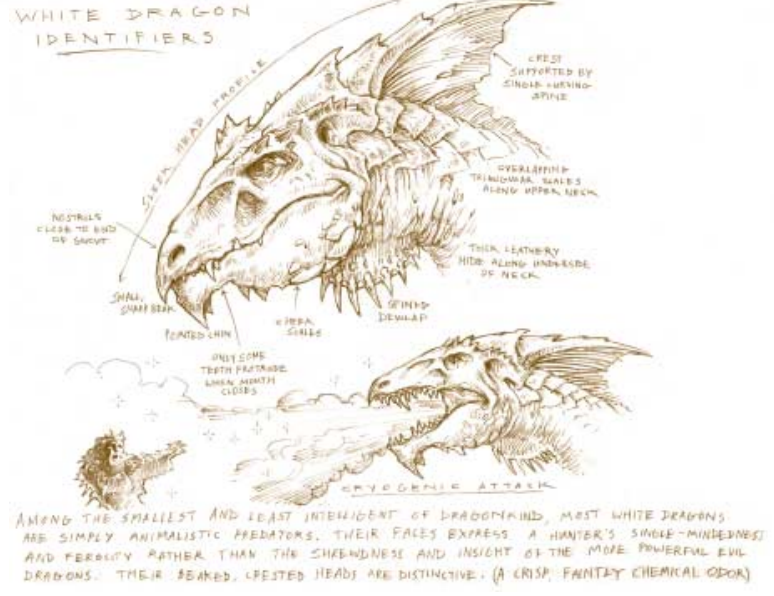 WHITE DRAGON
IDENTIFIERS
SLEEK HEAD PROFILE
CREST
SUPPORTED BY
SINGLE CURVING
SPINE
OVERLAPPING
TRIANGULAR SCALES
ALONG UPPER NECK
NOSTRILS
CLOSE TO END
OF SNOUT
THICK LEATHERY
HIDE ALONG UNDERSIDE
OF NECK
SMALL,
SHARP BEAK
POINTED CHIN
CHEEK
SCALES
SPINED
DEWLAP
ONLY SOME
TEETH PROTRUDE
WHEN MOUTH
CLOSES
CRYOGENIC ATTACK
AMONG THE SMALLEST AND LEAST INTELLIGENT OF DRAGONKIND, MOST WHITE DRAGONS
ARE SIMPLY ANIMALISTIC PREDATORS. THEIR FACES EXPRESS A HUNTER'S SINGLE-MINDEDNESS
AND FEROCITY RATHER THAN THE SHREWDNESS AND INSIGHT OF THE MORE POWERFUL EVIL
DRAGONS. THEIR BEAKED, CRESTED HEADS ARE DISTINCTIVE. (A CRISP, FAINTLY CHEMICAL ODOR)